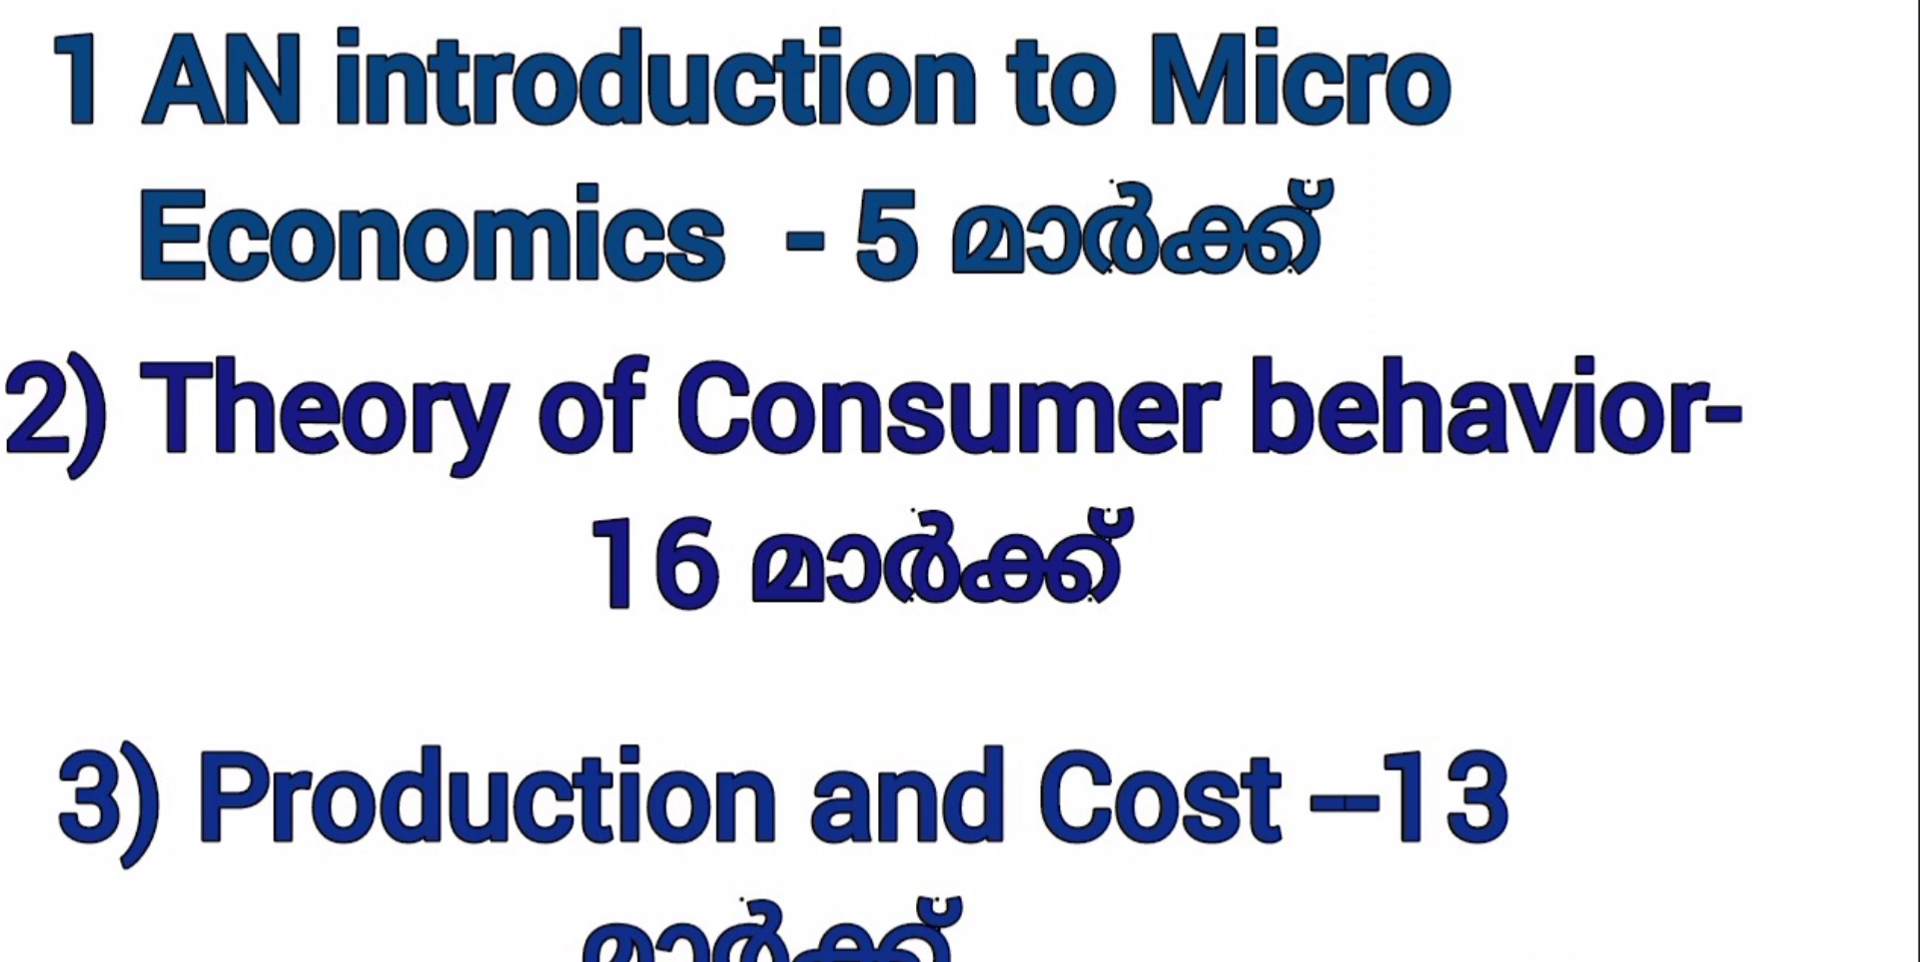 1 AN introduction to Micro
Economics - 5 മാർക്ക്
2) Theory of Consumer behavior-
16 മാർക്ക്
3) Production and Cost –13
മാർക്ക്